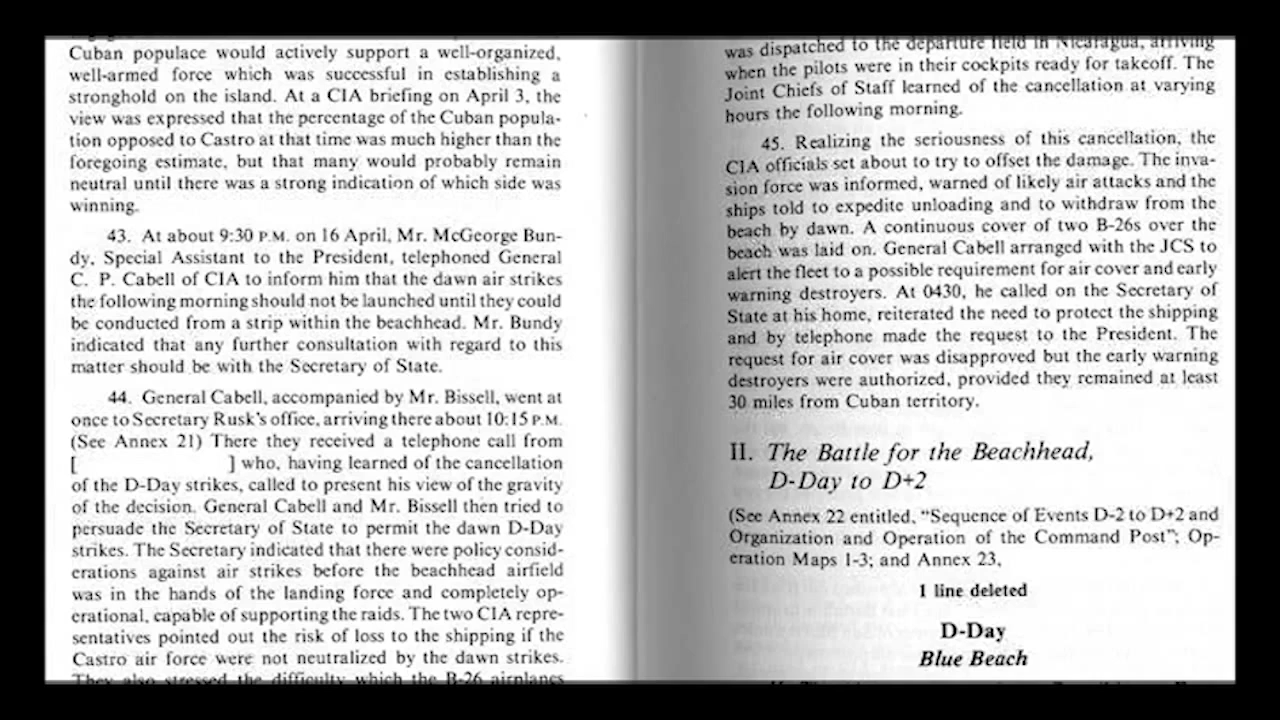 Cuban populace would actively support a well-organized,
well-armed force which was successful in establishing a
stronghold on the island. At a CIA briefing on April 3, the
view was expressed that the percentage of the Cuban popula-
tion opposed to Castro at that time was much higher than the
foregoing estimate, but that many would probably remain
neutral until there was a strong indication of which side was
winning.
43. At about 9:30 P.M. on 16 April, Mr. McGeorge Bun-
dy, Special Assistant to the President, telephoned General
C. P. Cabell of CIA to inform him that the dawn air strikes
the following morning should not be launched until they could
be conducted from a strip within the beachhead. Mr. Bundy
indicated that any further consultation with regard to this
matter should be with the Secretary of State.
44. General Cabell, accompanied by Mr. Bissell, went at
once to Secretary Rusk's office, arriving there about 10:15 P.M.
(See Annex 21) There they received a telephone call from
[ ] who, having learned of the cancellation
of the D-Day strikes, called to present his view of the gravity
of the decision. General Cabell and Mr. Bissell then tried to
persuade the Secretary of State to permit the dawn D-Day
strikes. The Secretary indicated that there were policy consid-
erations against air strikes before the beachhead airfield
was in the hands of the landing force and completely op-
erational, capable of supporting the raids. The two CIA repre-
sentatives pointed out the risk of loss to the shipping if the
Castro air force were not neutralized by the dawn strikes.
They also stressed the difficulty which the B-26 airplanes
was dispatched to the departure field in Nicaragua, arriving
when the pilots were in their cockpits ready for takeoff. The
Joint Chiefs of Staff learned of the cancellation at varying
hours the following morning.
45. Realizing the seriousness of this cancellation, the
CIA officials set about to try to offset the damage. The inva-
sion force was informed, warned of likely air attacks and the
ships told to expedite unloading and to withdraw from the
beach by dawn. A continuous cover of two B-26s over the
beach was laid on. General Cabell arranged with the JCS to
alert the fleet to a possible requirement for air cover and early
warning destroyers. At 0430, he called on the Secretary of
State at his home, reiterated the need to protect the shipping
and by telephone made the request to the President. The
request for air cover was disapproved but the early warning
destroyers were authorized, provided they remained at least
30 miles from Cuban territory.
II. The Battle for the Beachhead,
D-Day to D+2
(See Annex 22 entitled, "Sequence of Events D-2 to D+2 and
Organization and Operation of the Command Post"; Op-
eration Maps 1-3; and Annex 23,
1 line deleted
D-Day
Blue Beach